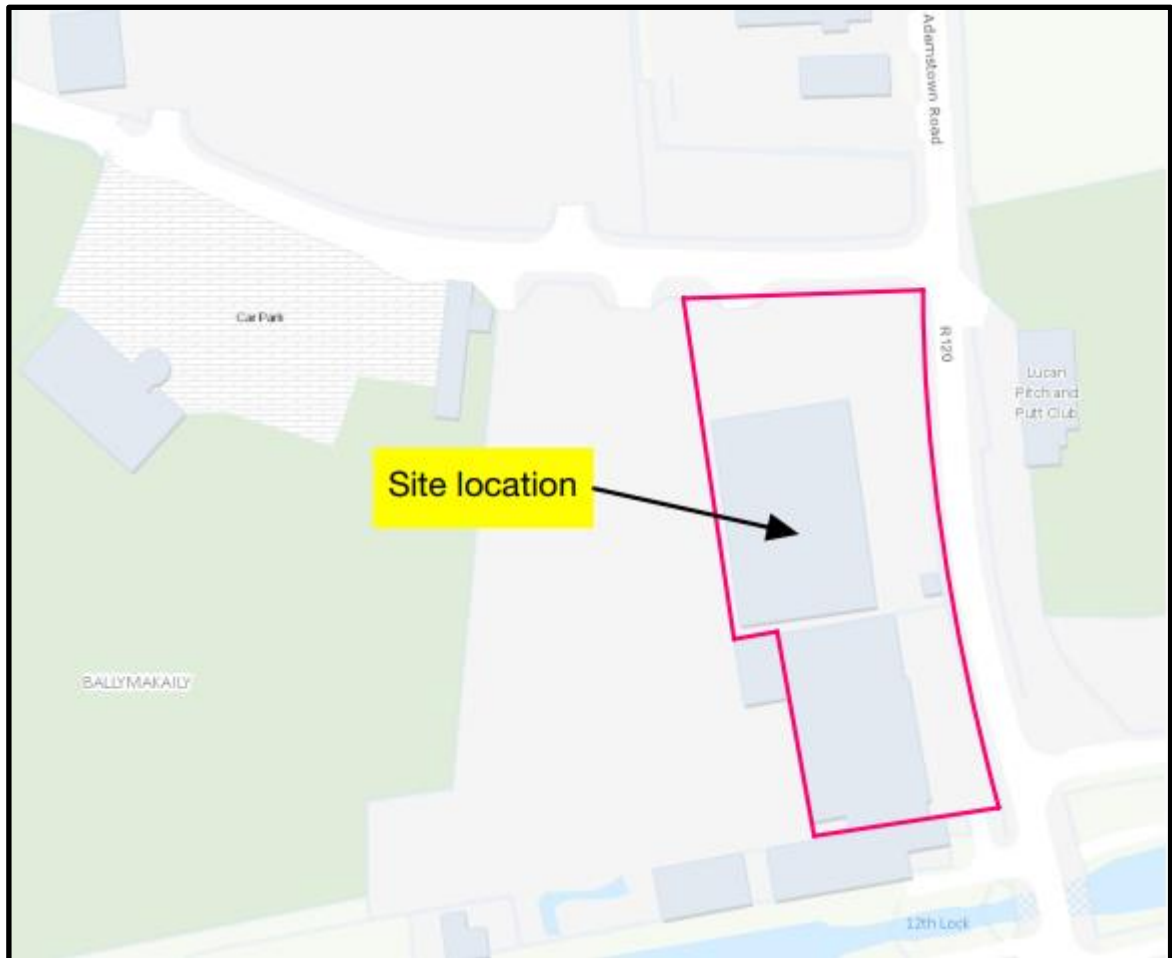 Adamstown Road
Car Park
R120
Lucan
Pitch and
Putt Club
Site location
BALLYMAKAILY
12th Lock